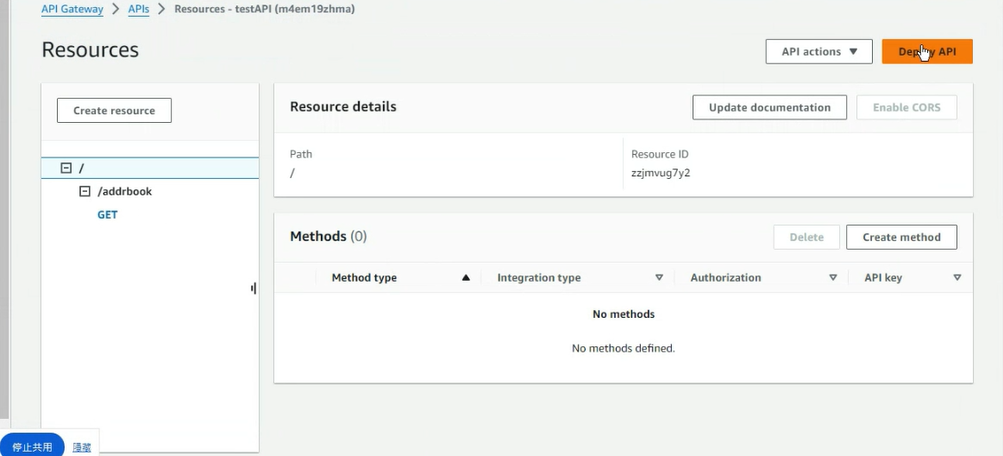 API Gateway > APIs > Resources - testAPI (m4em19zhma)
Resources
API actions ▼
Deploy API
Create resource
/
/addrbook
GET
Resource details
Update documentation
Enable CORS
Path
/
Resource ID
zzjmvug7y2
Methods (0)
Delete
Create method
Method type
Integration type
Authorization
API key
No methods
No methods defined.
停止共用
隱藏